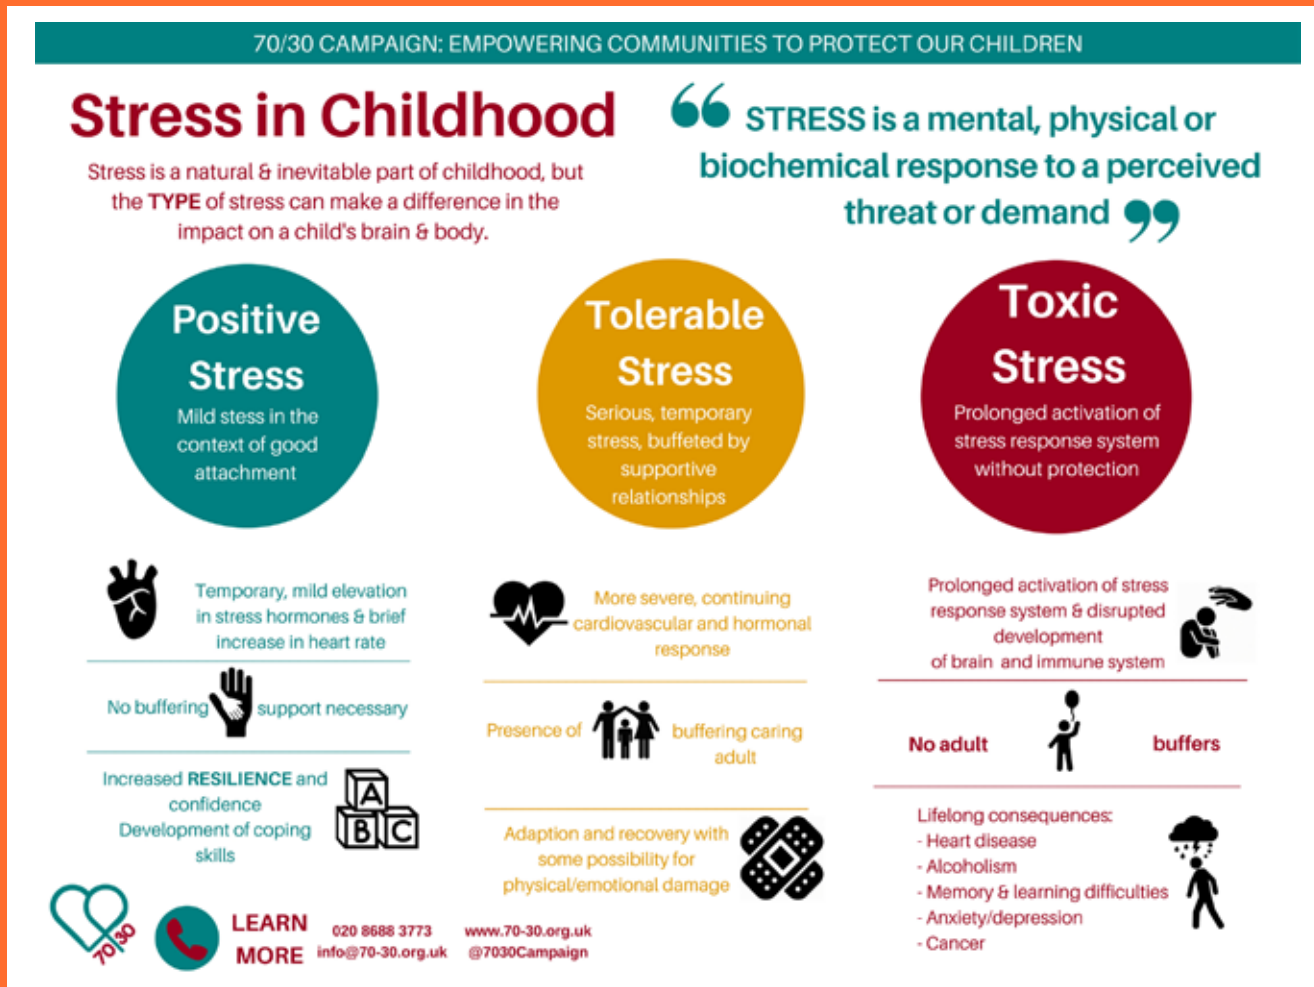 70/30 CAMPAIGN: EMPOWERING COMMUNITIES TO PROTECT OUR CHILDREN
Stress in Childhood
Stress is a natural & inevitable part of childhood, but
the TYPE of stress can make a difference in the
impact on a child's brain & body.
“ STRESS is a mental, physical or
biochemical response to a perceived
threat or demand ”
Positive
Stress
Mild stess in the
context of good
attachment
Temporary, mild elevation
in stress hormones & brief
increase in heart rate
No buffering support necessary
Increased RESILIENCE and
confidence
Development of coping
skills
A
B C
Tolerable
Stress
Serious, temporary
stress, buffeted by
supportive
relationships
More severe, continuing
cardiovascular and hormonal
response
Presence of buffering caring
adult
Adaption and recovery with
some possibility for
physical/emotional damage
Toxic
Stress
Prolonged activation of
stress response system
without protection
Prolonged activation of stress
response system & disrupted
development
of brain and immune system
No adult buffers
Lifelong consequences:
- Heart disease
- Alcoholism
- Memory & learning difficulties
- Anxiety/depression
- Cancer
70/30
LEARN
MORE
020 8688 3773
info@70-30.org.uk
www.70-30.org.uk
@7030Campaign